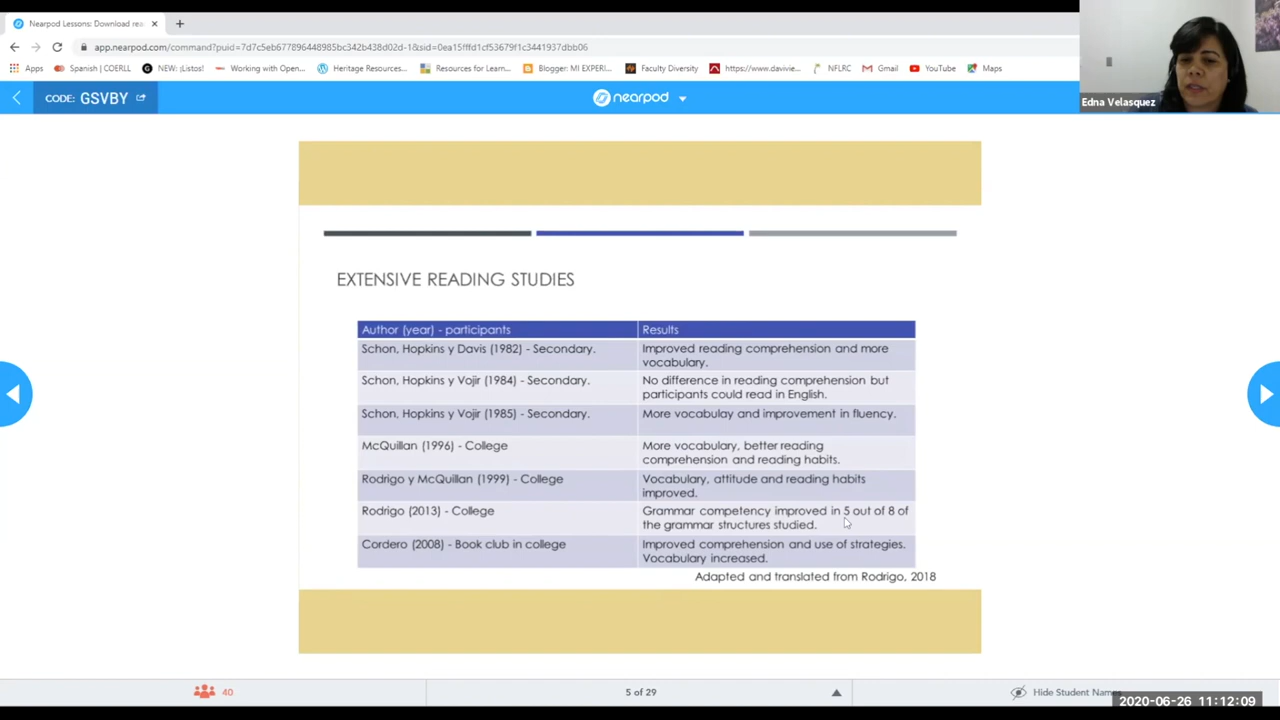 Nearpod Lessons: Download rea
app.nearpod.com/command?puid=7d7c5eb677896448985bc342b438d02d-1&sid=0ea15ffd1cf53679f1c3441937dbb06
Apps Spanish | COERLL NEW: ¡Listos! Working with Open... Heritage Resources... Resources for Learn... Blogger: MI EXPERI... Faculty Diversity https://www.davivie... NFLRC Gmail YouTube Maps
Edna Velasquez
CODE: GSVBY
nearpod
EXTENSIVE READING STUDIES
Author (year) - participants Results
Schon, Hopkins y Davis (1982) - Secondary. Improved reading comprehension and more
vocabulary.
Schon, Hopkins y Vojir (1984) - Secondary. No difference in reading comprehension but
participants could read in English.
Schon, Hopkins y Vojir (1985) - Secondary. More vocabulay and improvement in fluency.
McQuillan (1996) - College More vocabulary, better reading
comprehension and reading habits.
Rodrigo y McQuillan (1999) - College Vocabulary, attitude and reading habits
improved.
Rodrigo (2013) - College Grammar competency improved in 5 out of 8 of
the grammar structures studied.
Cordero (2008) - Book club in college Improved comprehension and use of strategies.
Vocabulary increased.
Adapted and translated from Rodrigo, 2018
40 5 of 29 Hide Student Names
2020-06-26 11:12:09